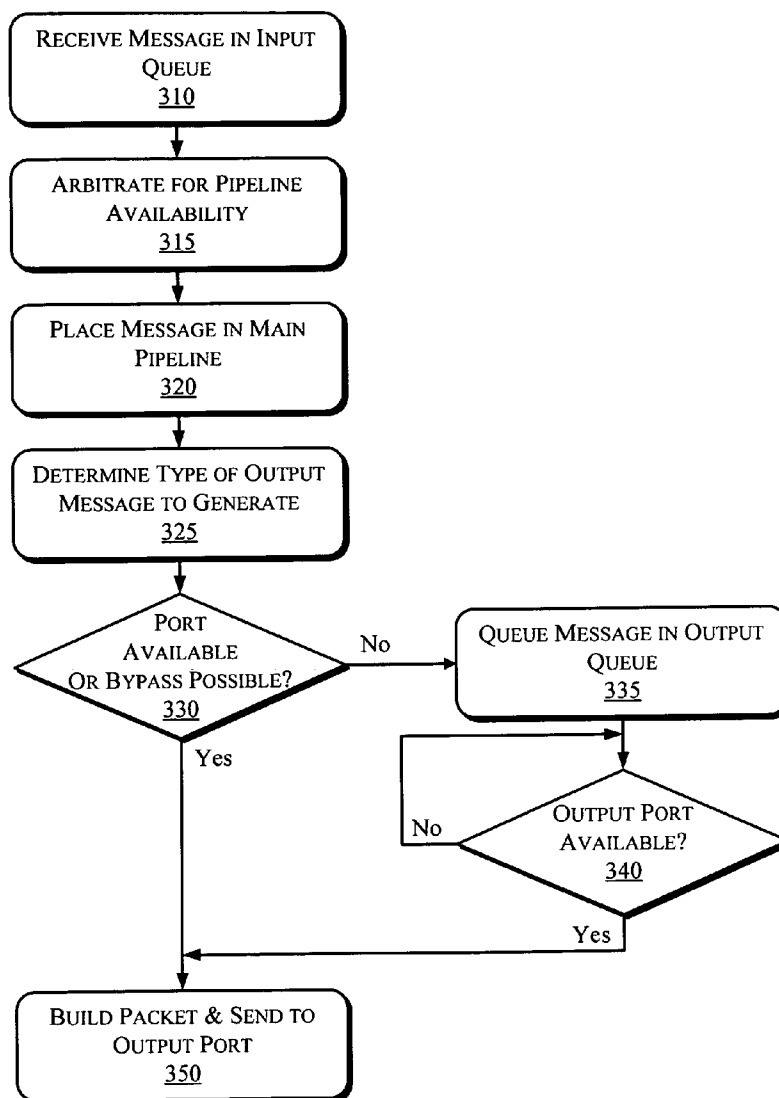 RECEIVE MESSAGE IN INPUT
QUEUE
310
ARBITRATE FOR PIPELINE
AVAILABILITY
315
PLACE MESSAGE IN MAIN
PIPELINE
320
DETERMINE TYPE OF OUTPUT
MESSAGE TO GENERATE
325
PORT
AVAILABLE
OR BYPASS POSSIBLE?
330
No
Yes
QUEUE MESSAGE IN OUTPUT
QUEUE
335
OUTPUT PORT
AVAILABLE?
340
No
Yes
BUILD PACKET & SEND TO
OUTPUT PORT
350